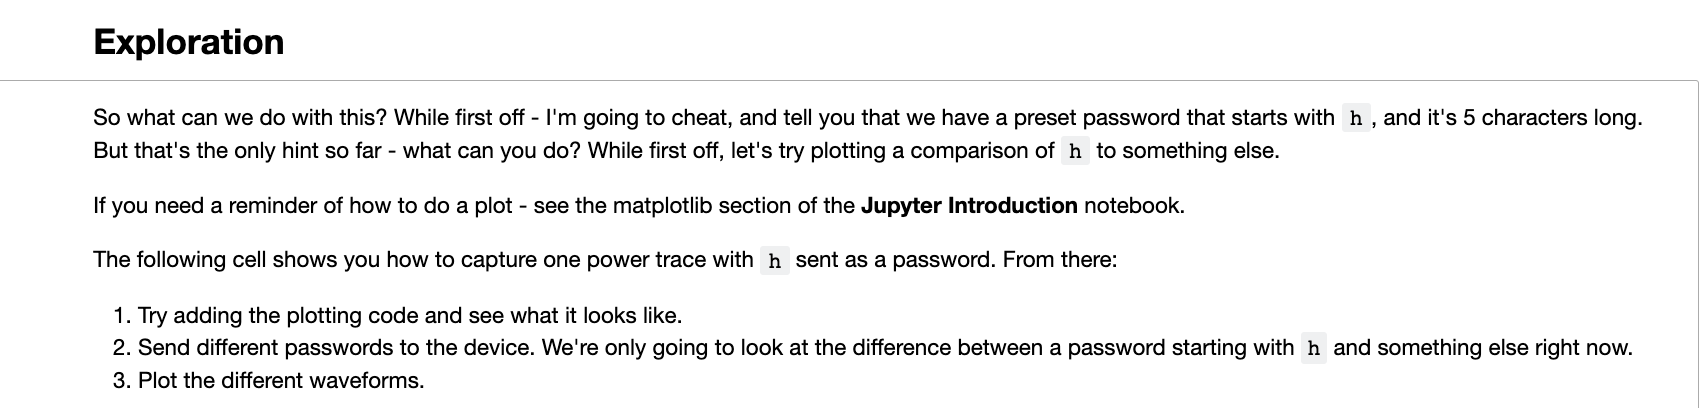 Exploration
So what can we do with this? While first off - I'm going to cheat, and tell you that we have a preset password that starts with h , and it's 5 characters long.
But that's the only hint so far - what can you do? While first off, let's try plotting a comparison of h to something else.
If you need a reminder of how to do a plot - see the matplotlib section of the Jupyter Introduction notebook.
The following cell shows you how to capture one power trace with h sent as a password. From there:
1. Try adding the plotting code and see what it looks like.
2. Send different passwords to the device. We're only going to look at the difference between a password starting with h and something else right now.
3. Plot the different waveforms.